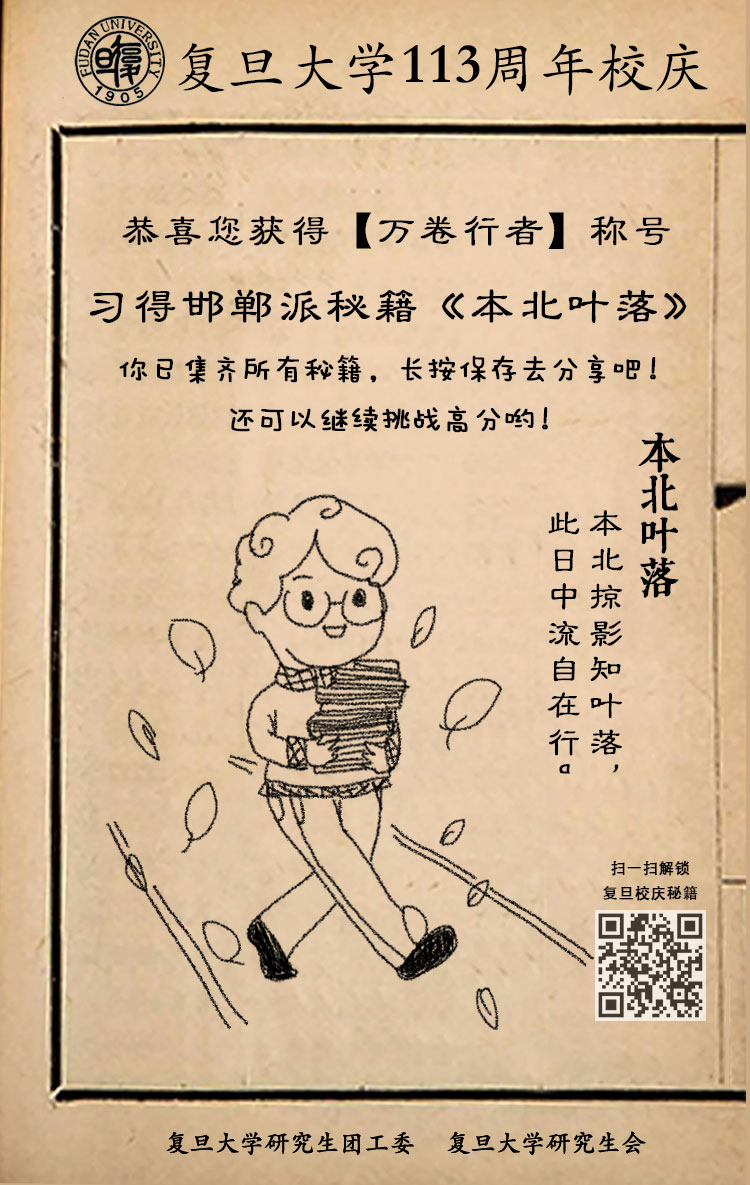 FUDAN UNIVERSITY
1905
复旦大学113周年校庆
恭喜您获得【万卷行者】称号
习得邯郸派秘籍《本北叶落》
你已集齐所有秘籍，长按保存去分享吧！
还可以继续挑战高分哟！
本北叶落
本北掠影知叶落，
此日中流自在行。
扫一扫解锁
复旦校庆秘籍
复旦大学研究生团工委 复旦大学研究生会